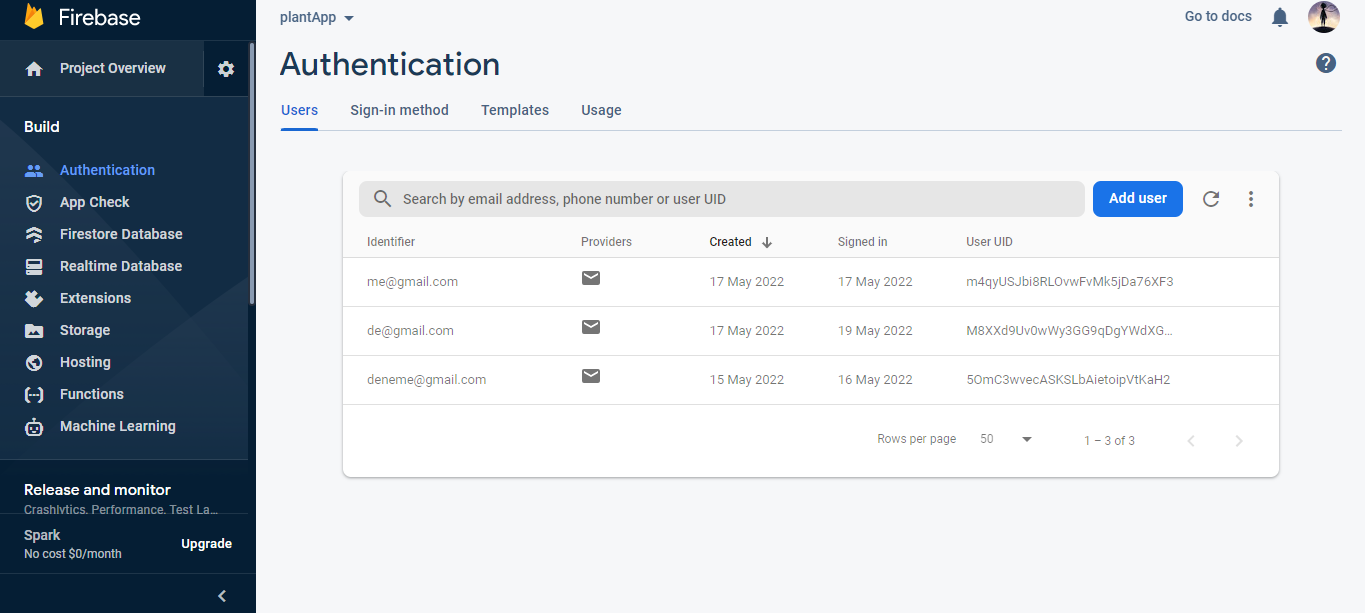 Firebase
Project Overview
Build
Authentication
App Check
Firestore Database
Realtime Database
Extensions
Storage
Hosting
Functions
Machine Learning
Release and monitor
Crashlytics, Performance, Test La...
Spark
No cost $0/month
Upgrade
plantApp
Go to docs
Authentication
Users Sign-in method Templates Usage
Search by email address, phone number or user UID
Add user
Identifier Providers Created Signed in User UID
me@gmail.com 17 May 2022 17 May 2022 m4qyUSJbi8RLOvwFvMk5jDa76XF3
de@gmail.com 17 May 2022 19 May 2022 M8XXd9Uv0wWy3GG9qDgYWdXG...
deneme@gmail.com 15 May 2022 16 May 2022 5OmC3wvecASKSLbAietoipVtKaH2
Rows per page 50 1 – 3 of 3